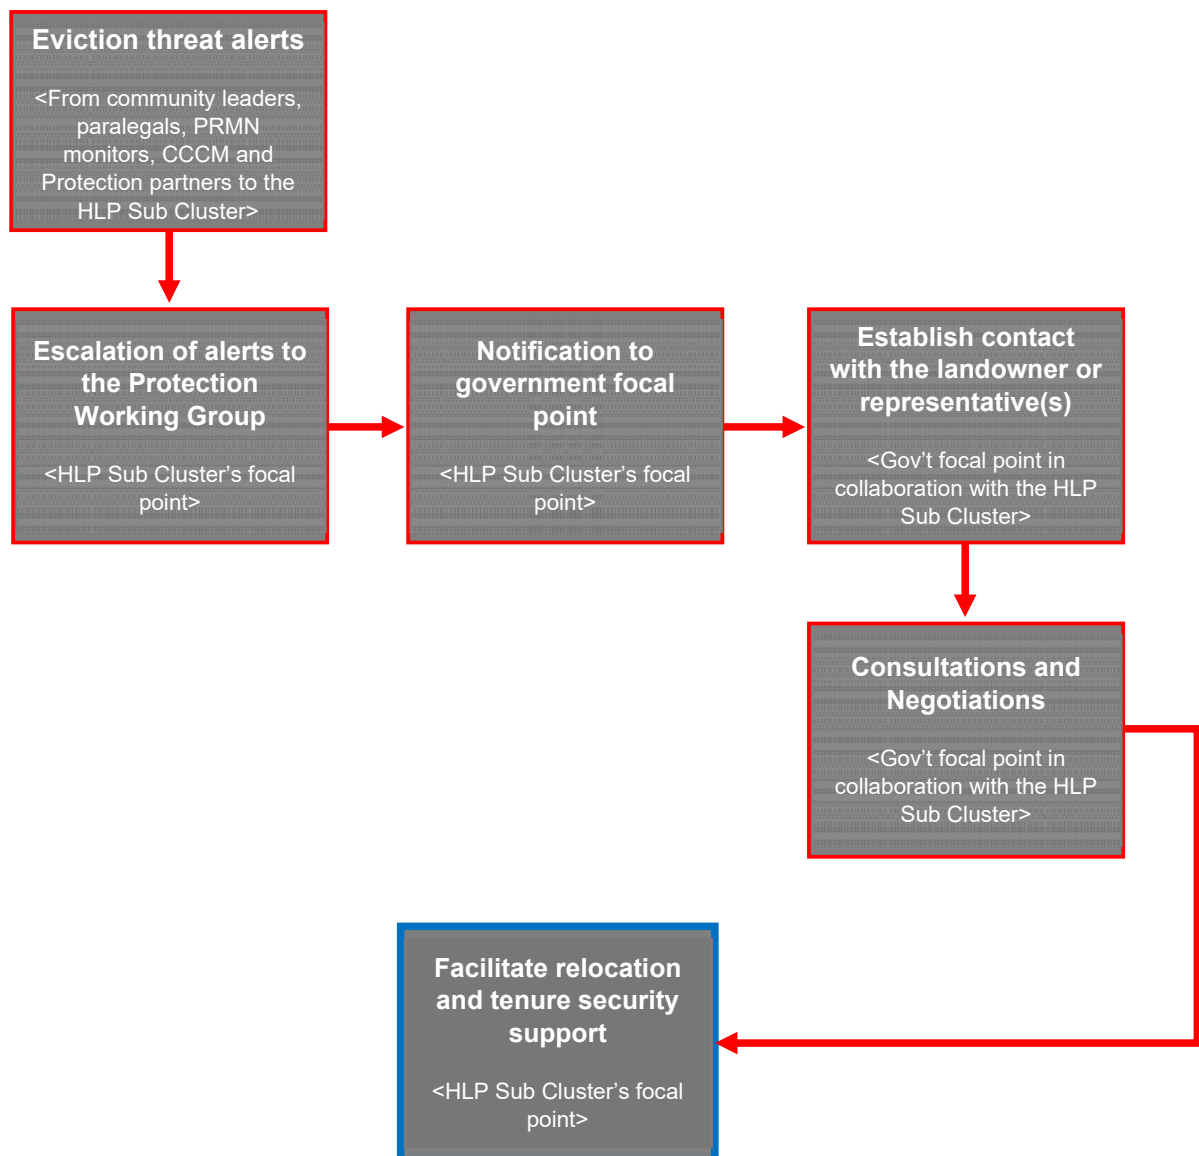 Eviction threat alerts
<From community leaders,
paralegals, PRMN
monitors, CCCM and
Protection partners to the
HLP Sub Cluster>
Escalation of alerts to
the Protection
Working Group
<HLP Sub Cluster’s focal
point>
Notification to
government focal
point
<HLP Sub Cluster’s focal
point>
Establish contact
with the landowner or
representative(s)
<Gov’t focal point in
collaboration with the HLP
Sub Cluster>
Consultations and
Negotiations
<Gov’t focal point in
collaboration with the HLP
Sub Cluster>
Facilitate relocation
and tenure security
support
<HLP Sub Cluster’s focal
point>